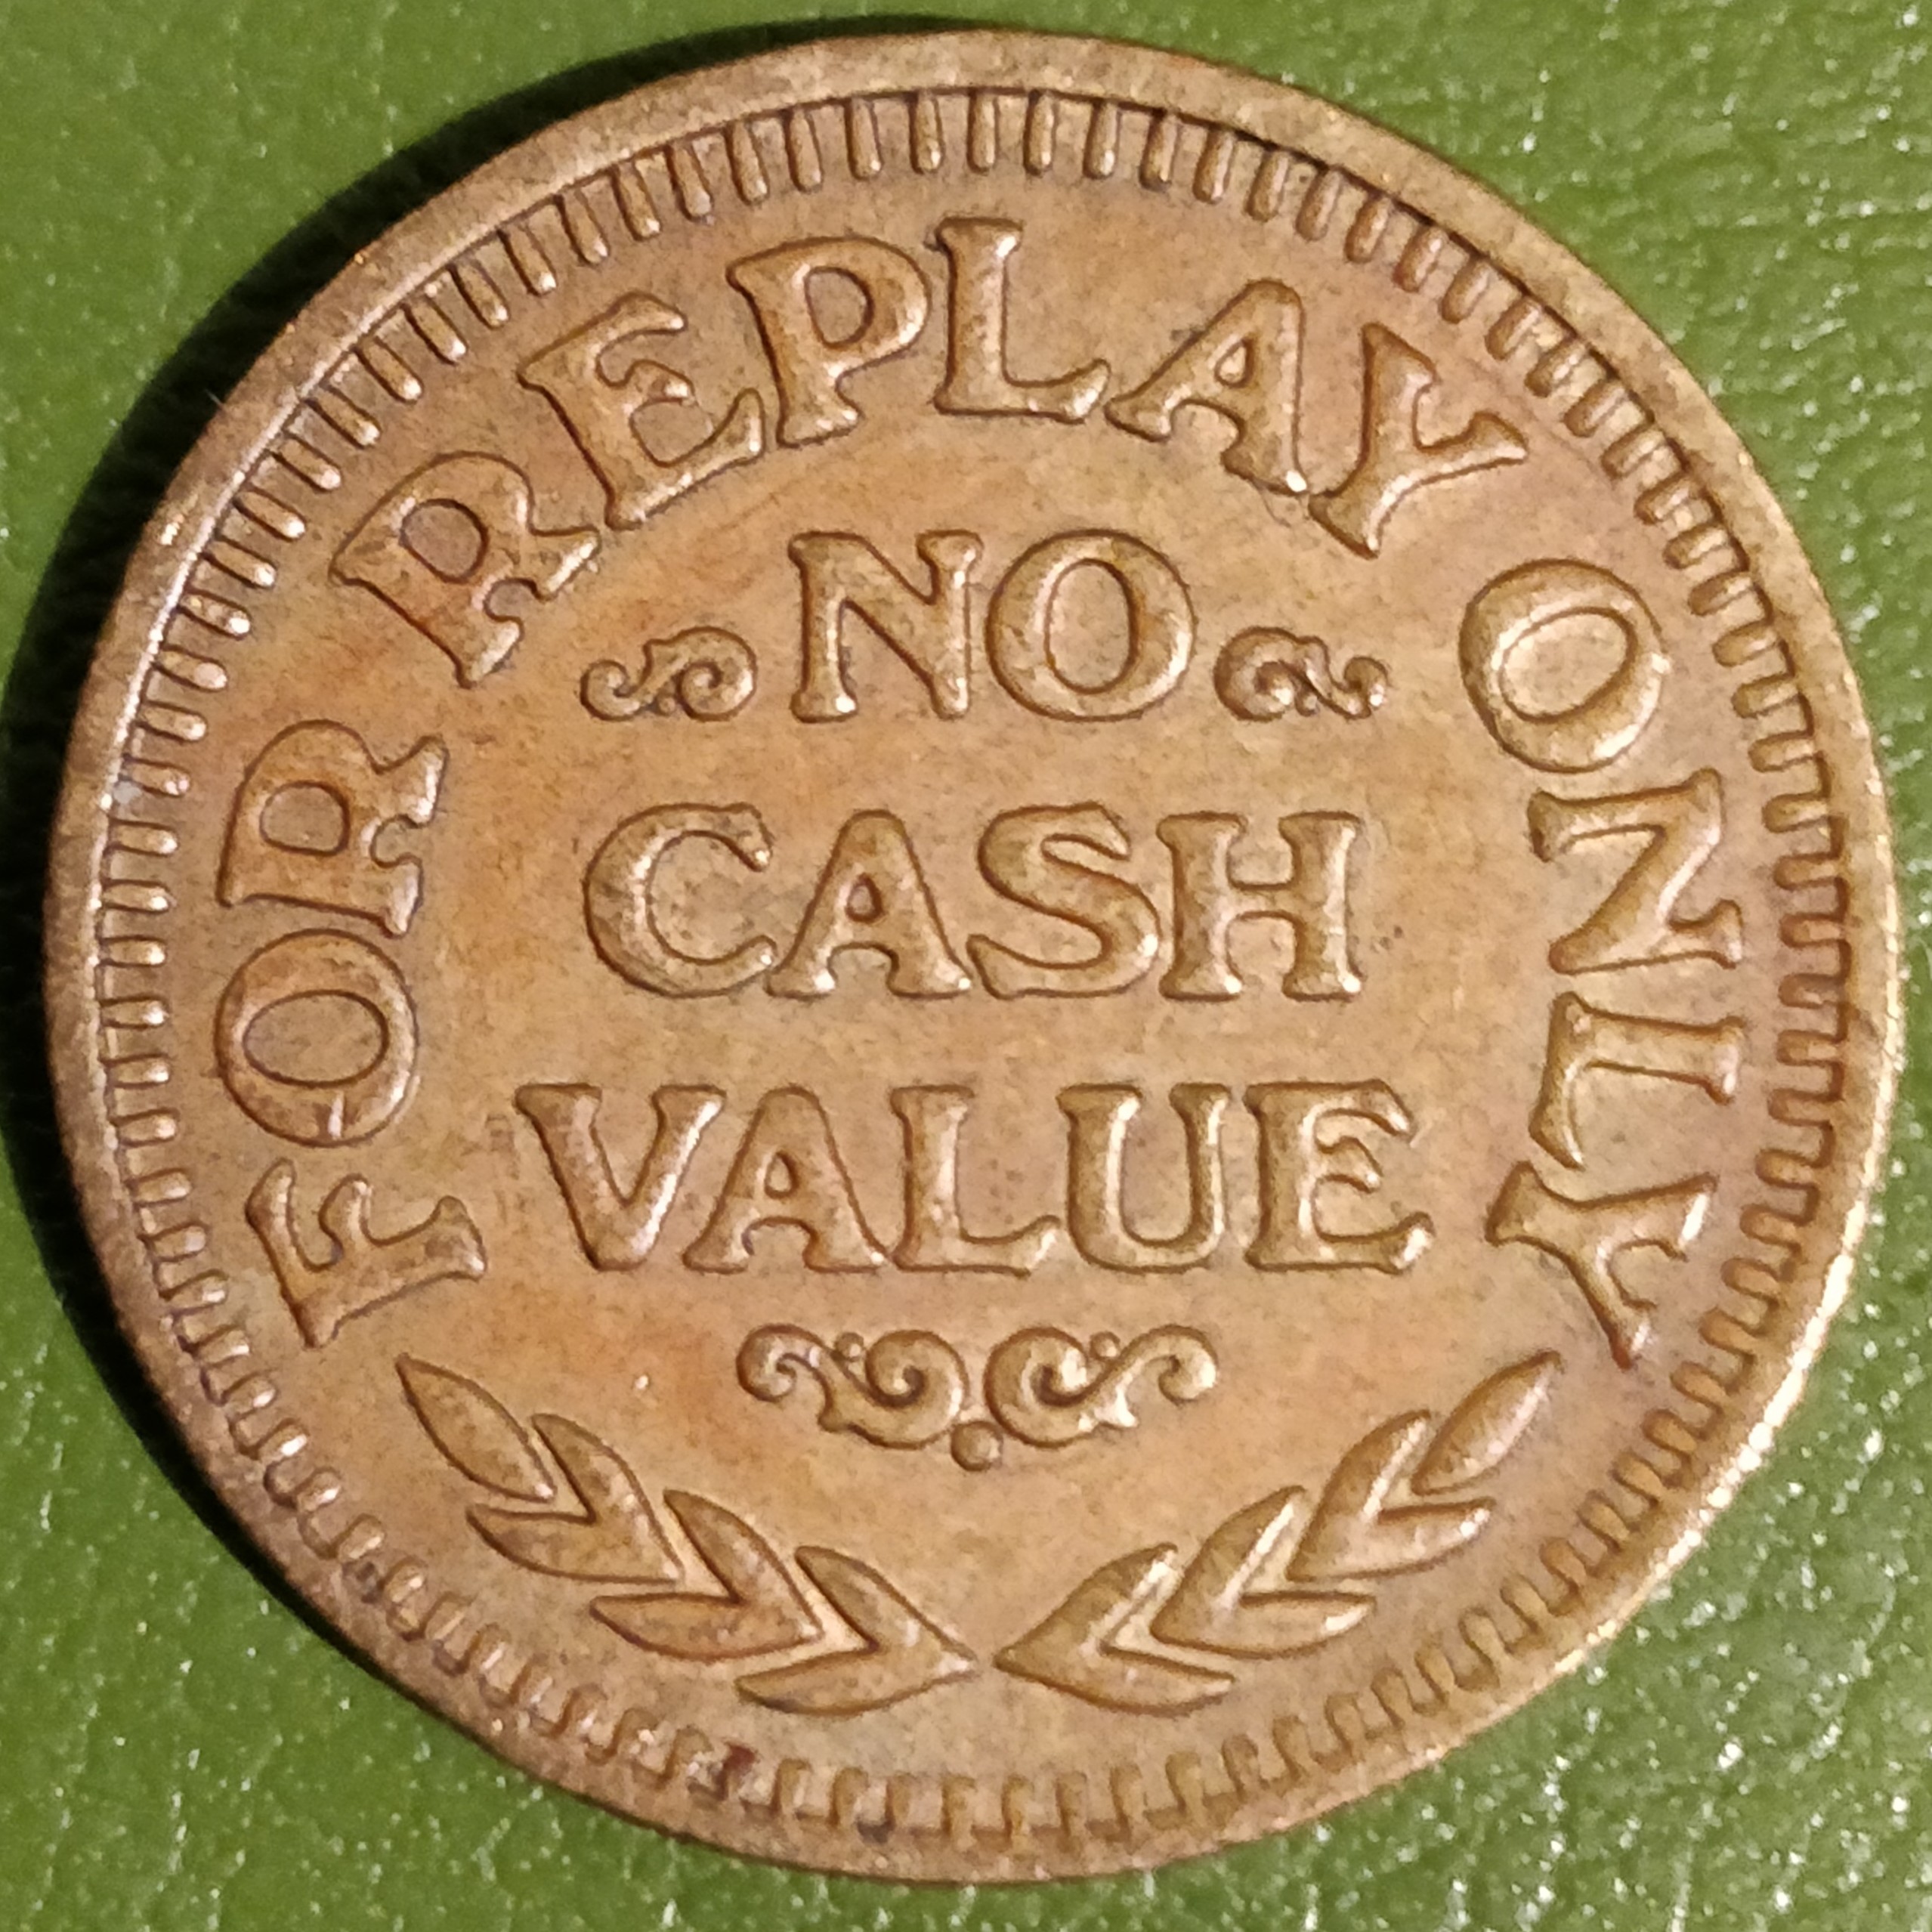 FOR REPLAY ONLY
NO
CASH
VALUE